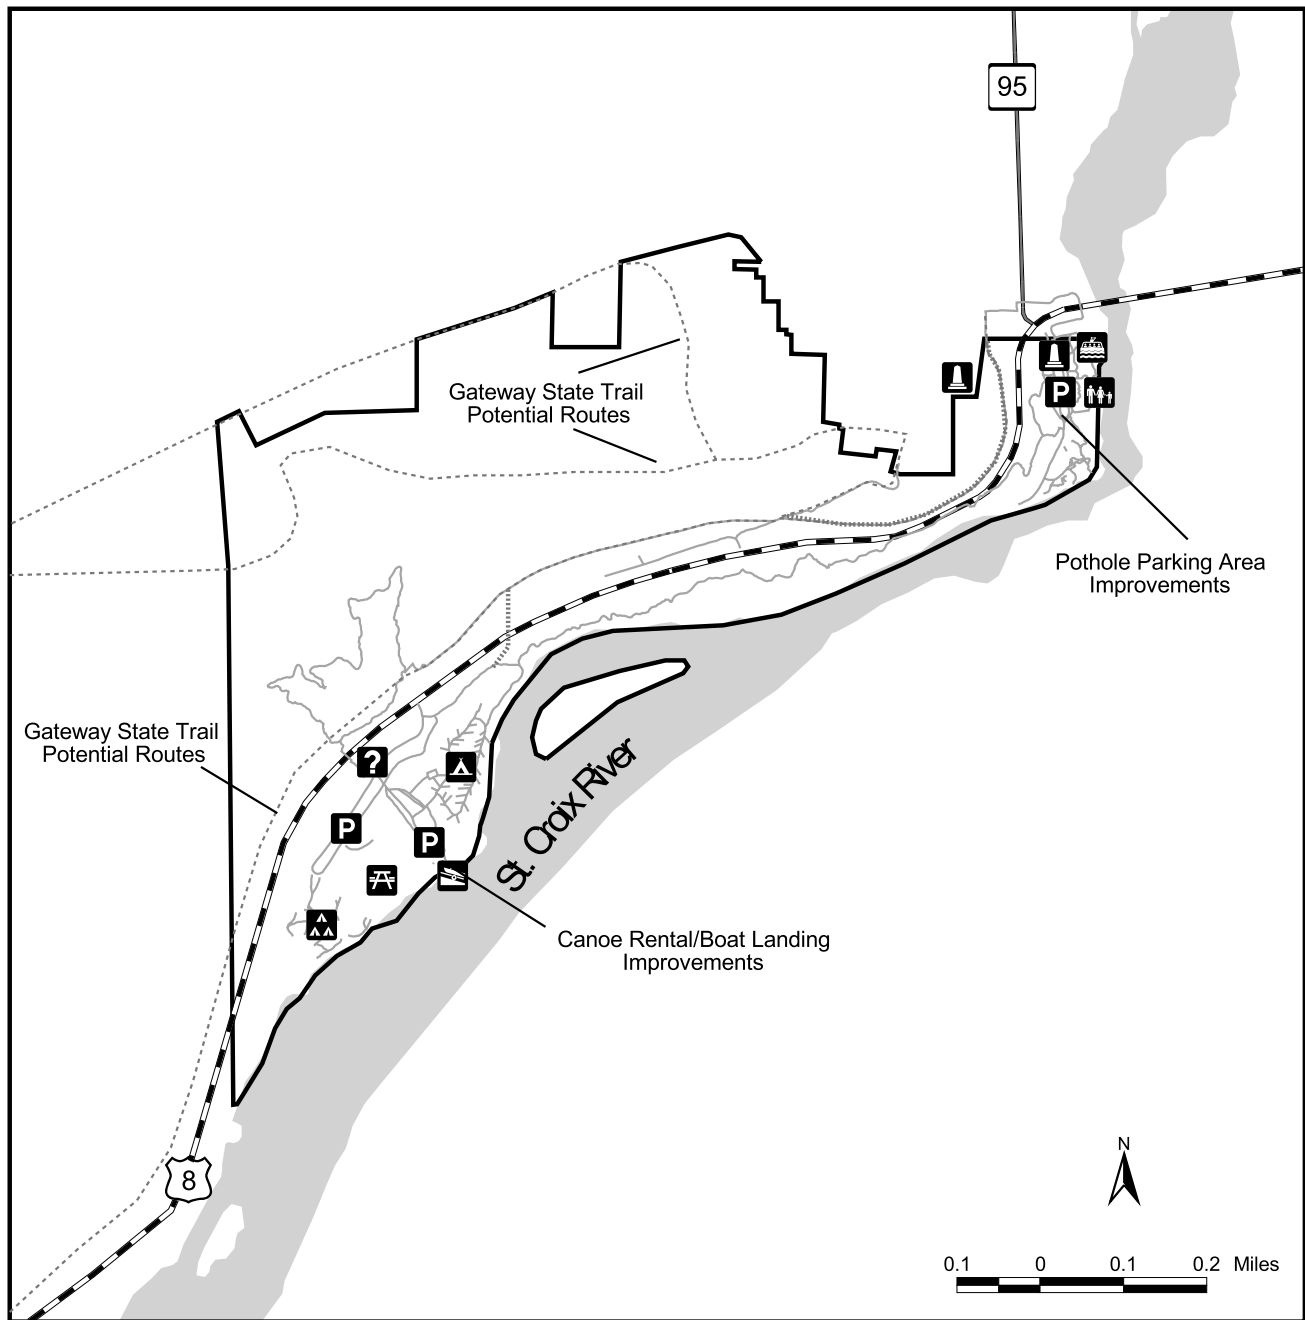 95
Gateway State Trail
Potential Routes
P
Pothole Parking Area
Improvements
Gateway State Trail
Potential Routes
?
P
P
St. Croix River
Canoe Rental/Boat Landing
Improvements
8
N
0.1 0 0.1 0.2 Miles